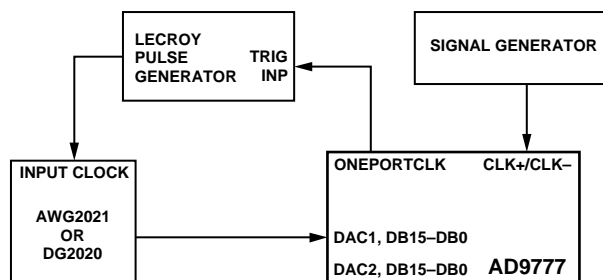 LECROY
PULSE
GENERATOR
TRIG
INP
SIGNAL GENERATOR
INPUT CLOCK
AWG2021
OR
DG2020
ONEPORTCLK
CLK+/CLK–
DAC1, DB15–DB0
DAC2, DB15–DB0
AD9777